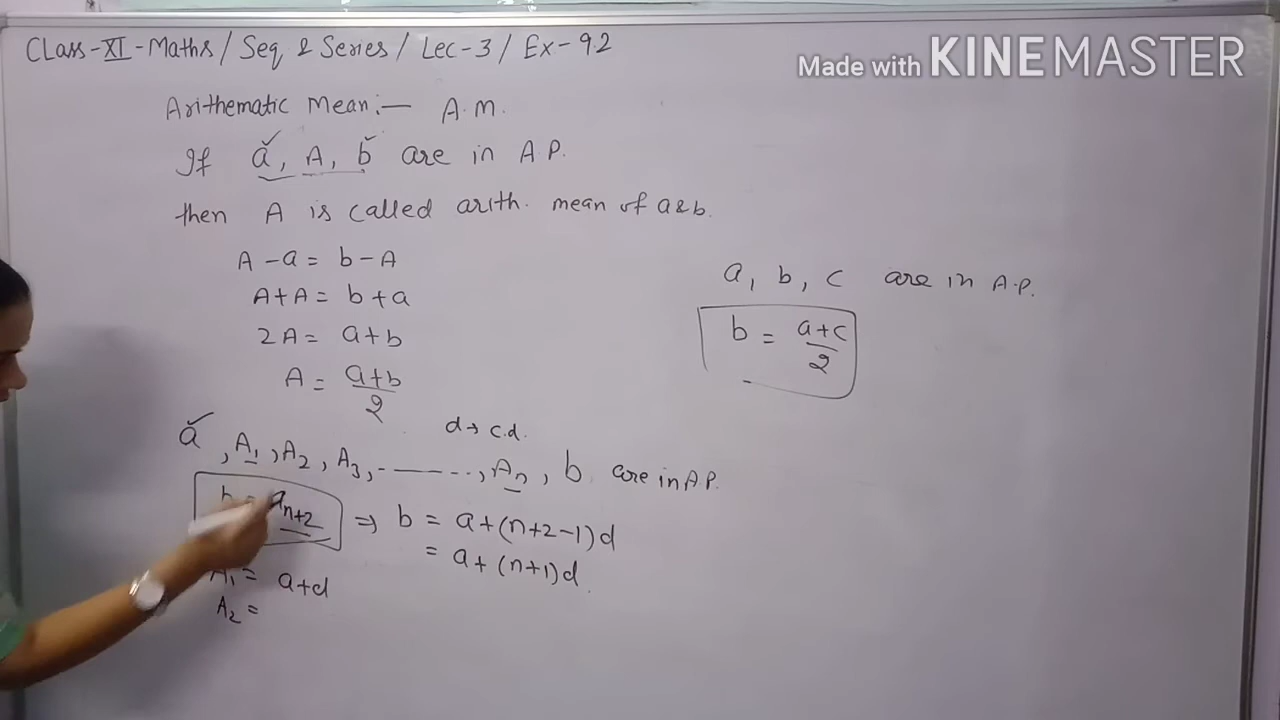 Class-XI-Maths / Seq & Series / Lec-3 / Ex-9.2
Made with KINEMASTER
Arithematic Mean:— A.M.
If a, A, b are in A.P.
then A is called arith. mean of a&b.
A - a = b - A
A+A = b+a
2A = a+b
A = a+b/2
a, b, c are in A.P.
b = a+c/2
d → c.d.
a, A1, A2, A3, - ——— ..., An, b are in A.P.
b = an+2 ⇒ b = a+(n+2-1)d
= a+(n+1)d.
A1 = a+d
A2 =